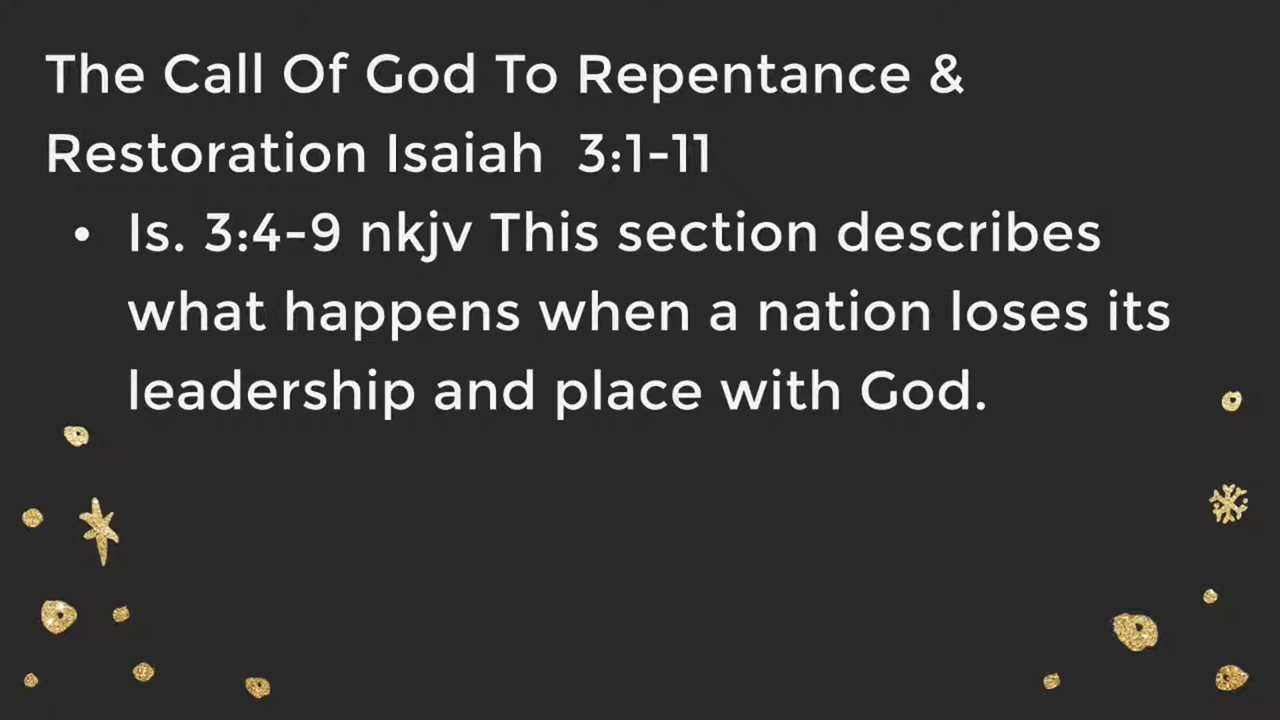 The Call Of God To Repentance &
Restoration Isaiah  3:1-11
• Is. 3:4-9 nkjv This section describes
what happens when a nation loses its
leadership and place with God.